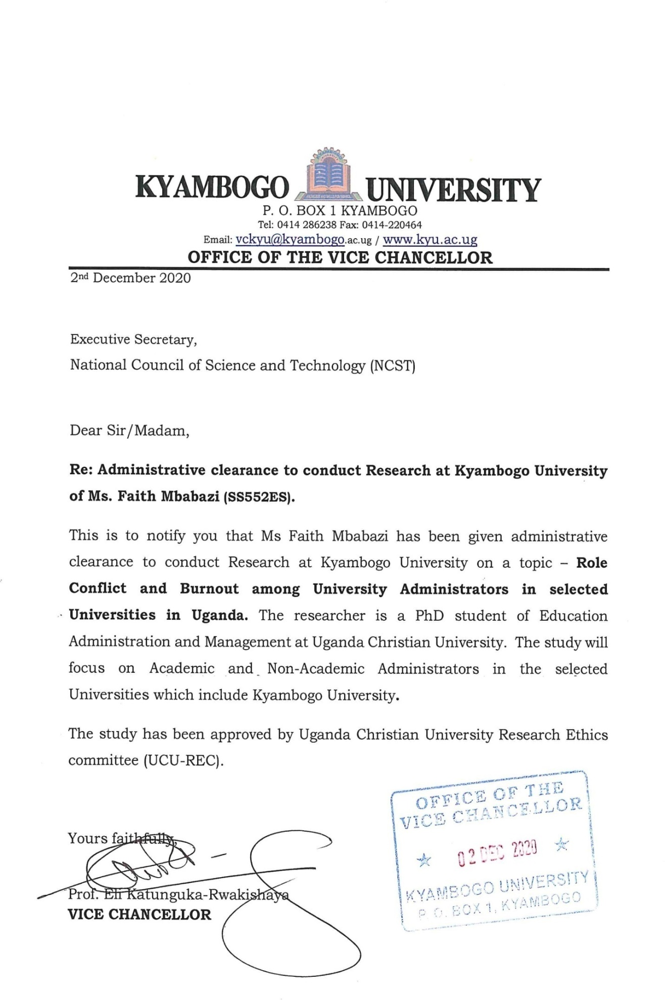 KYAMBOGO UNIVERSITY
P. O. BOX 1 KYAMBOGO
Tel: 0414 286238 Fax: 0414-220464
Email: vckyu@kyambogo.ac.ug / www.kyu.ac.ug
OFFICE OF THE VICE CHANCELLOR
2nd December 2020
Executive Secretary,
National Council of Science and Technology (NCST)
Dear Sir/Madam,
Re: Administrative clearance to conduct Research at Kyambogo University
of Ms. Faith Mbabazi (SS552ES).
This is to notify you that Ms Faith Mbabazi has been given administrative
clearance to conduct Research at Kyambogo University on a topic – Role
Conflict and Burnout among University Administrators in selected
Universities in Uganda. The researcher is a PhD student of Education
Administration and Management at Uganda Christian University. The study will
focus on Academic and Non-Academic Administrators in the selected
Universities which include Kyambogo University.
The study has been approved by Uganda Christian University Research Ethics
committee (UCU-REC).
Yours faithfully,
Prof. Eli Katunguka-Rwakishaya
VICE CHANCELLOR
OFFICE OF THE
VICE CHANCELLOR
02 DEC 2020
KYAMBOGO UNIVERSITY
P. O. BOX 1, KYAMBOGO